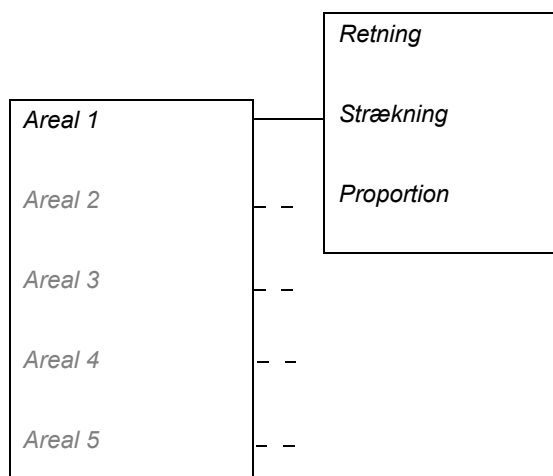 Retning
Strækning
Proportion
Areal 1
Areal 2
Areal 3
Areal 4
Areal 5